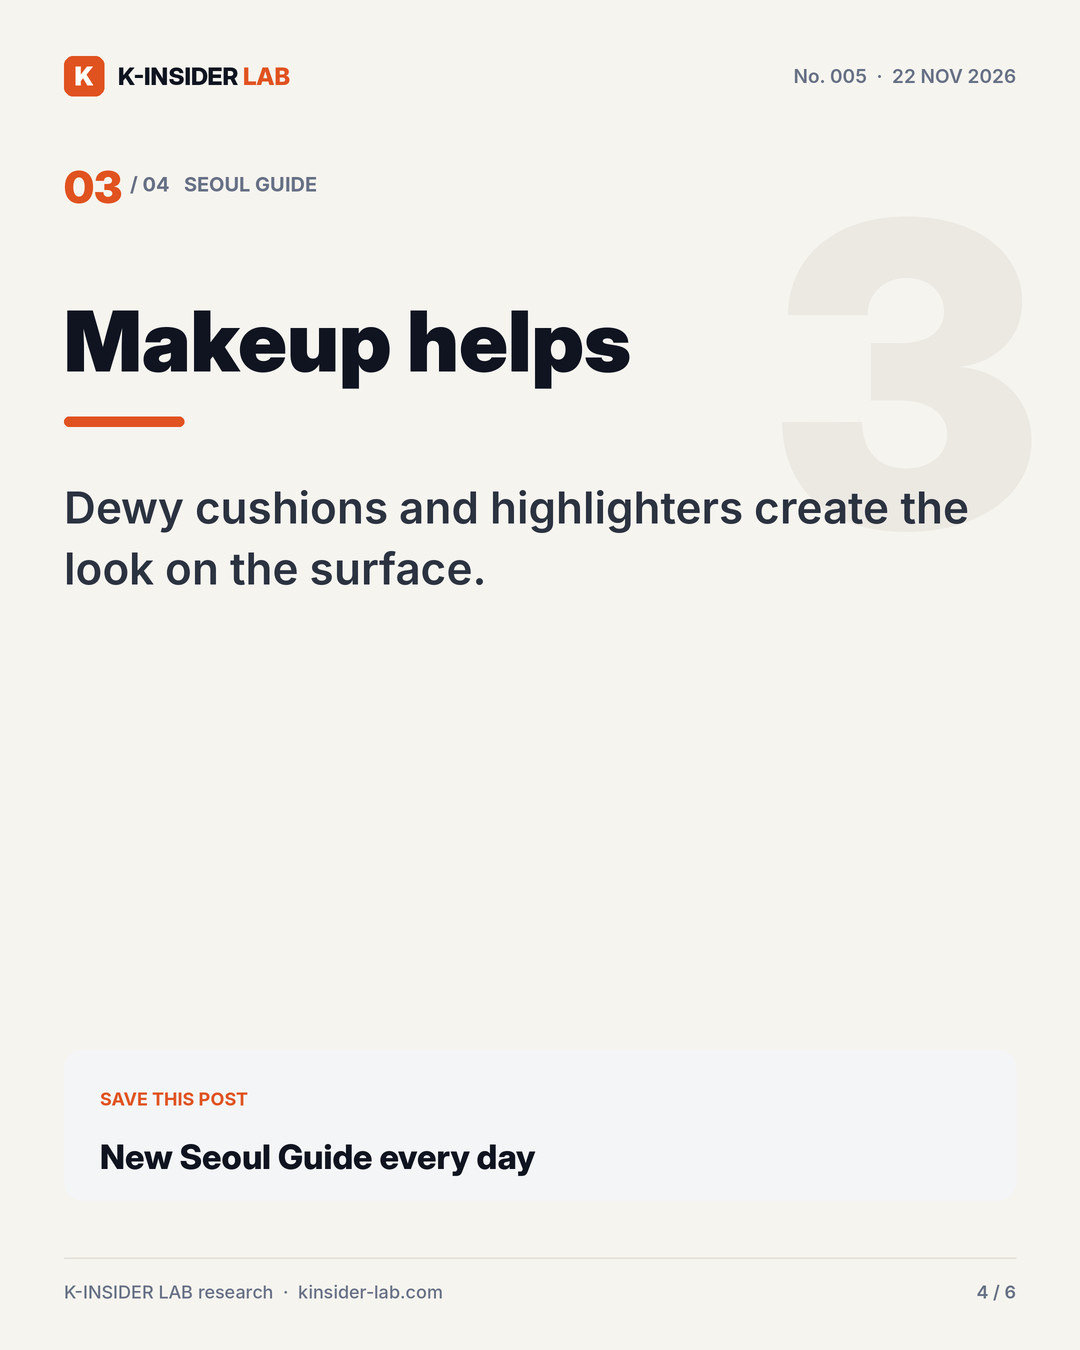 K K-INSIDER LAB
No. 005 · 22 NOV 2026
03 / 04 SEOUL GUIDE
3
Makeup helps
Dewy cushions and highlighters create the
look on the surface.
SAVE THIS POST
New Seoul Guide every day
K-INSIDER LAB research · kinsider-lab.com
4 / 6